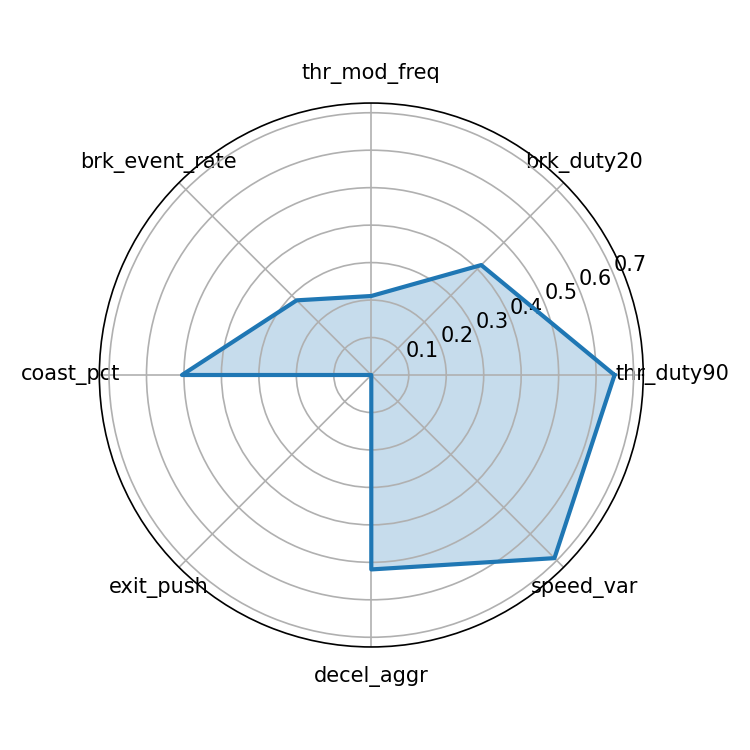 thr_mod_freq
brk_event_rate
brk_duty20
0.7
0.6
0.5
0.4
0.3
0.2
0.1
coast_pct
thr_duty90
exit_push
speed_var
decel_aggr